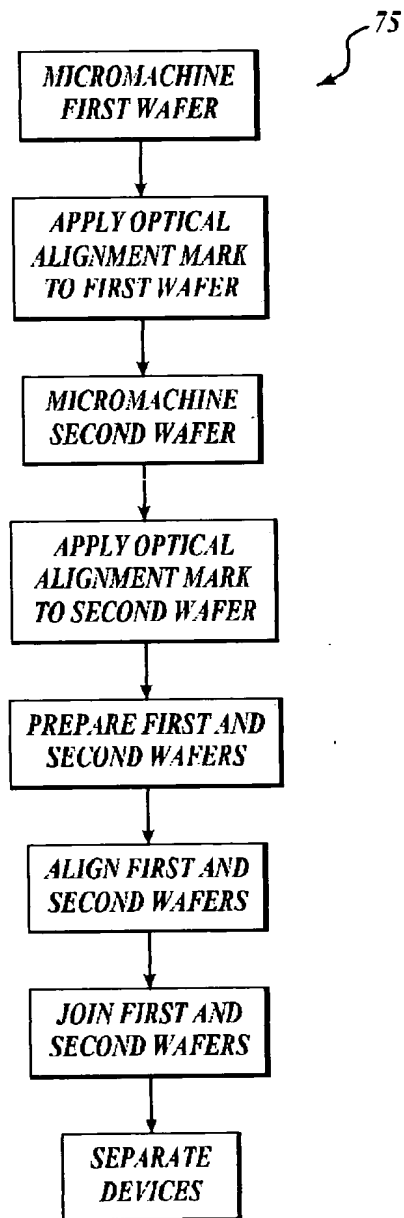 75
MICROMACHINE
FIRST WAFER
APPLY OPTICAL
ALIGNMENT MARK
TO FIRST WAFER
MICROMACHINE
SECOND WAFER
APPLY OPTICAL
ALIGNMENT MARK
TO SECOND WAFER
PREPARE FIRST AND
SECOND WAFERS
ALIGN FIRST AND
SECOND WAFERS
JOIN FIRST AND
SECOND WAFERS
SEPARATE
DEVICES